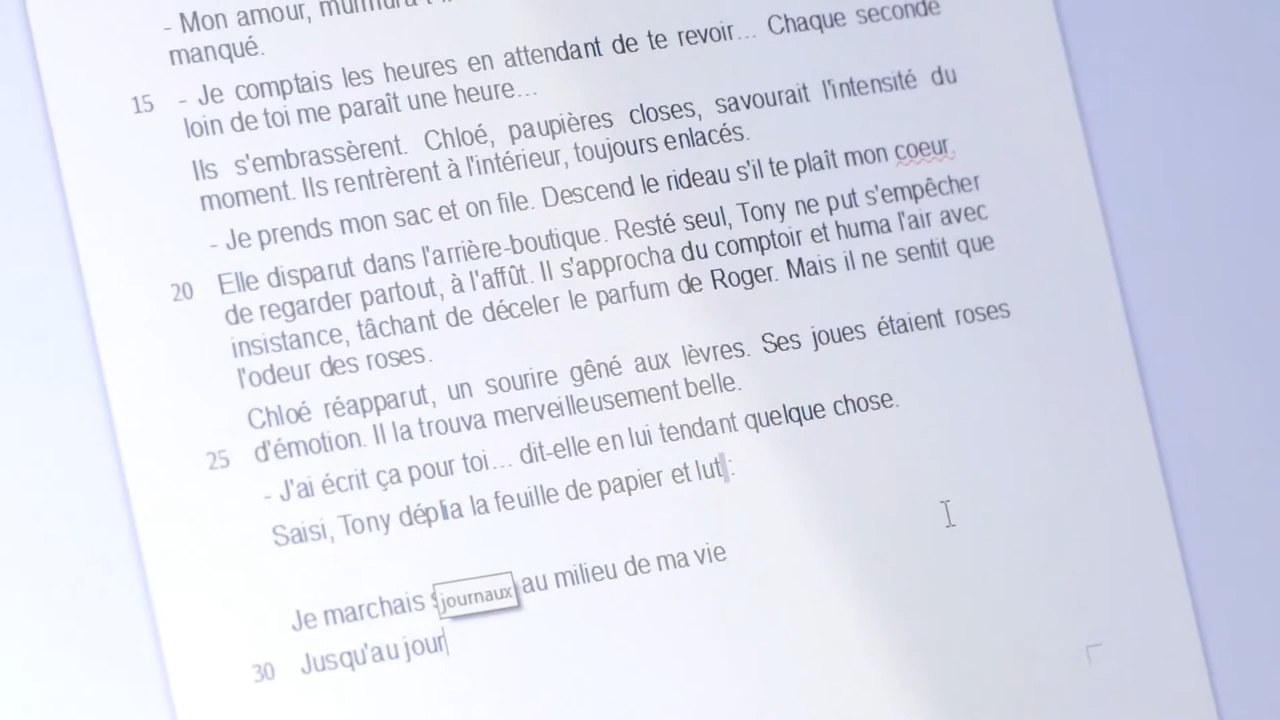 - Mon amour, murmura
manqué.
15 - Je comptais les heures en attendant de te revoir... Chaque seconde
loin de toi me paraît une heure...
Ils s'embrassèrent. Chloé, paupières closes, savourait l'intensité du
moment. Ils rentrèrent à l'intérieur, toujours enlacés.
- Je prends mon sac et on file. Descend le rideau s'il te plaît mon coeur.
20 Elle disparut dans l'arrière-boutique. Resté seul, Tony ne put s'empêcher
de regarder partout, à l'affût. Il s'approcha du comptoir et huma l'air avec
insistance, tâchant de déceler le parfum de Roger. Mais il ne sentit que
l'odeur des roses.
Chloé réapparut, un sourire gêné aux lèvres. Ses joues étaient roses
25 d'émotion. Il la trouva merveilleusement belle.
- J'ai écrit ça pour toi... dit-elle en lui tendant quelque chose.
Saisi, Tony déplia la feuille de papier et lut :
Je marchais au milieu de ma vie
journaux
30 Jusqu'au jour